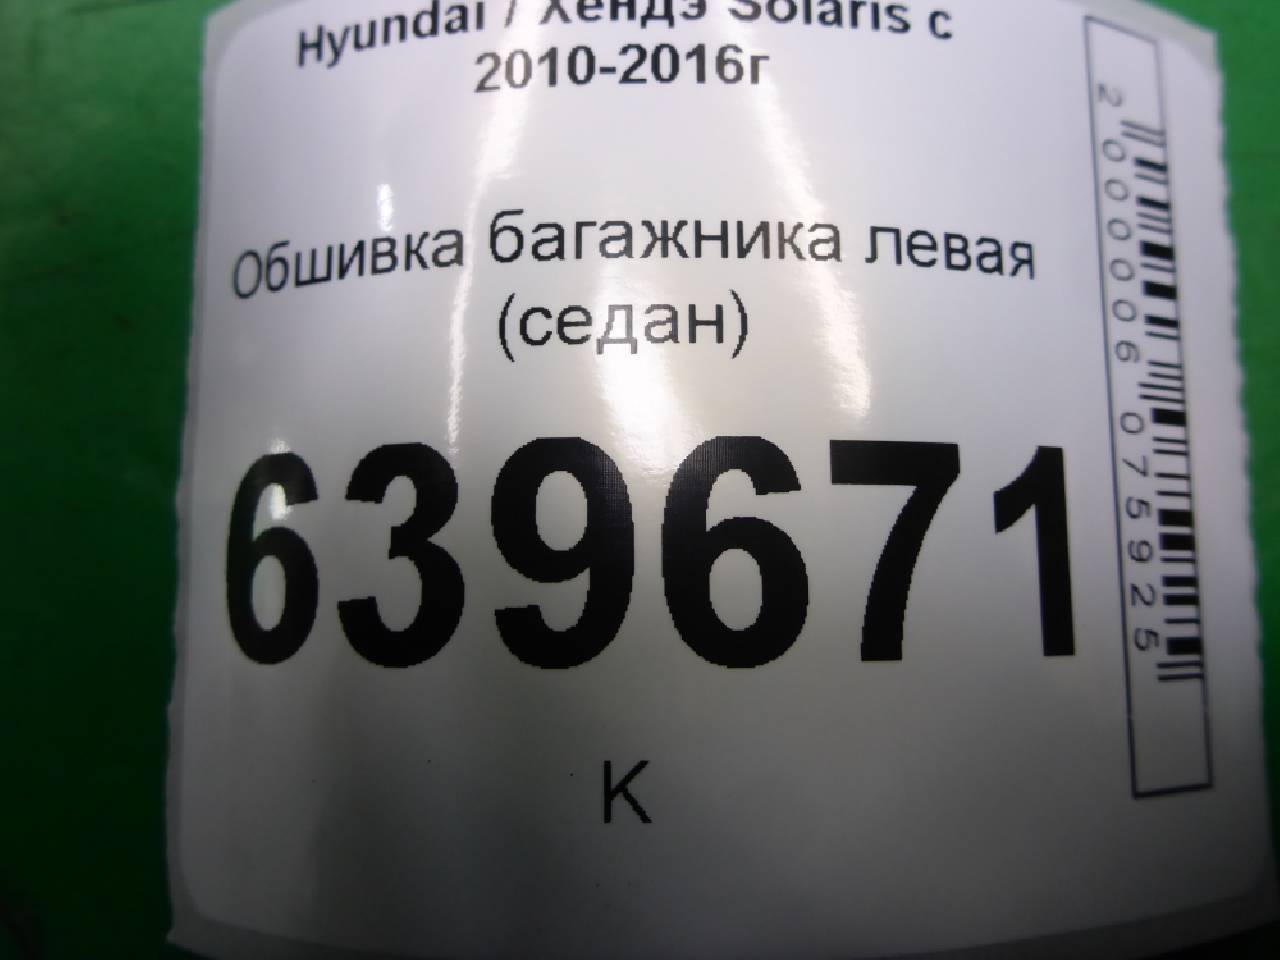 Hyundai / Хендэ Solaris с
2010-2016г
Обшивка багажника левая
(седан)
639671
К
2000006075925